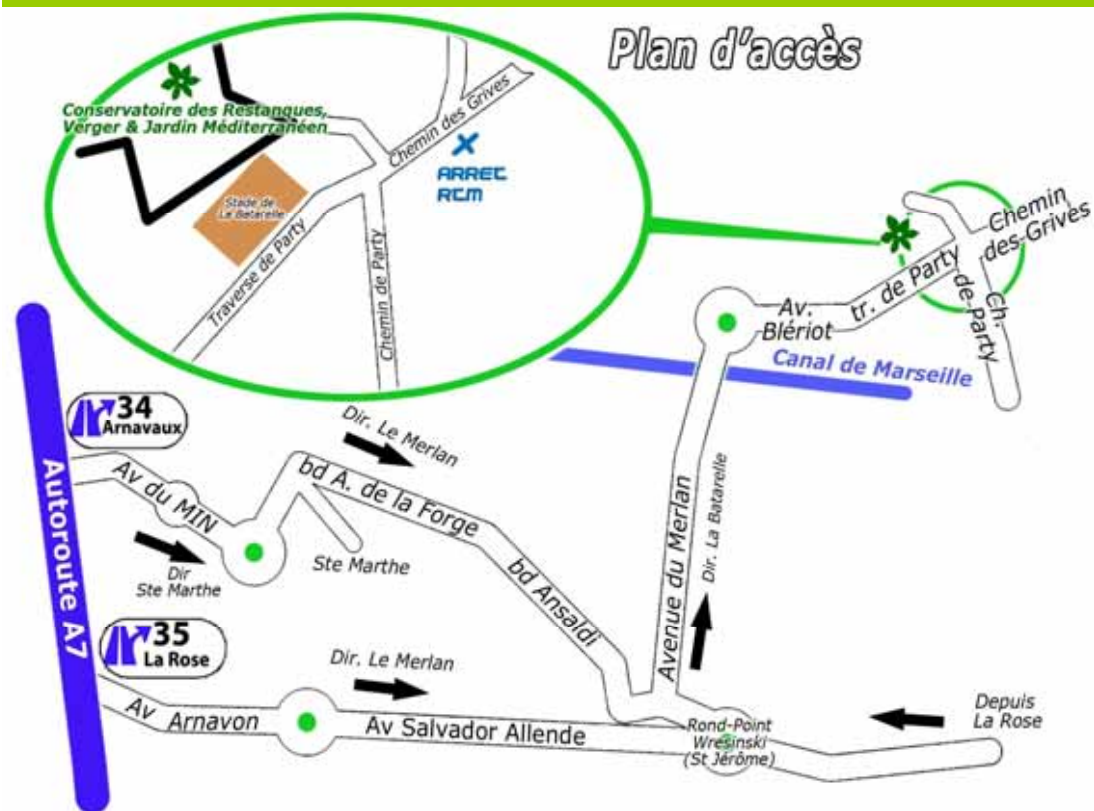 Plan d'accès
Conservatoire des Restanques,
Verger & Jardin Méditerranéen
Stade de
La Batarelle
Chemin des Grives
ARRET
RTM
Traverse de Party
Chemin de Party
Chemin
des Grives
tr. de Party
Ch.
de Party
Av.
Blériot
Canal de Marseille
34
Arnavaux
Autoroute A7
Av du MIN
Dir
Ste Marthe
Dir. Le Merlan
bd A. de la Forge
Ste Marthe
bd Ansaldi
Avenue du Merlan
Dir. La Batarelle
35
La Rose
Dir. Le Merlan
Av Arnavon
Av Salvador Allende
Rond-Point
Wresinski
(St Jérôme)
Depuis
La Rose